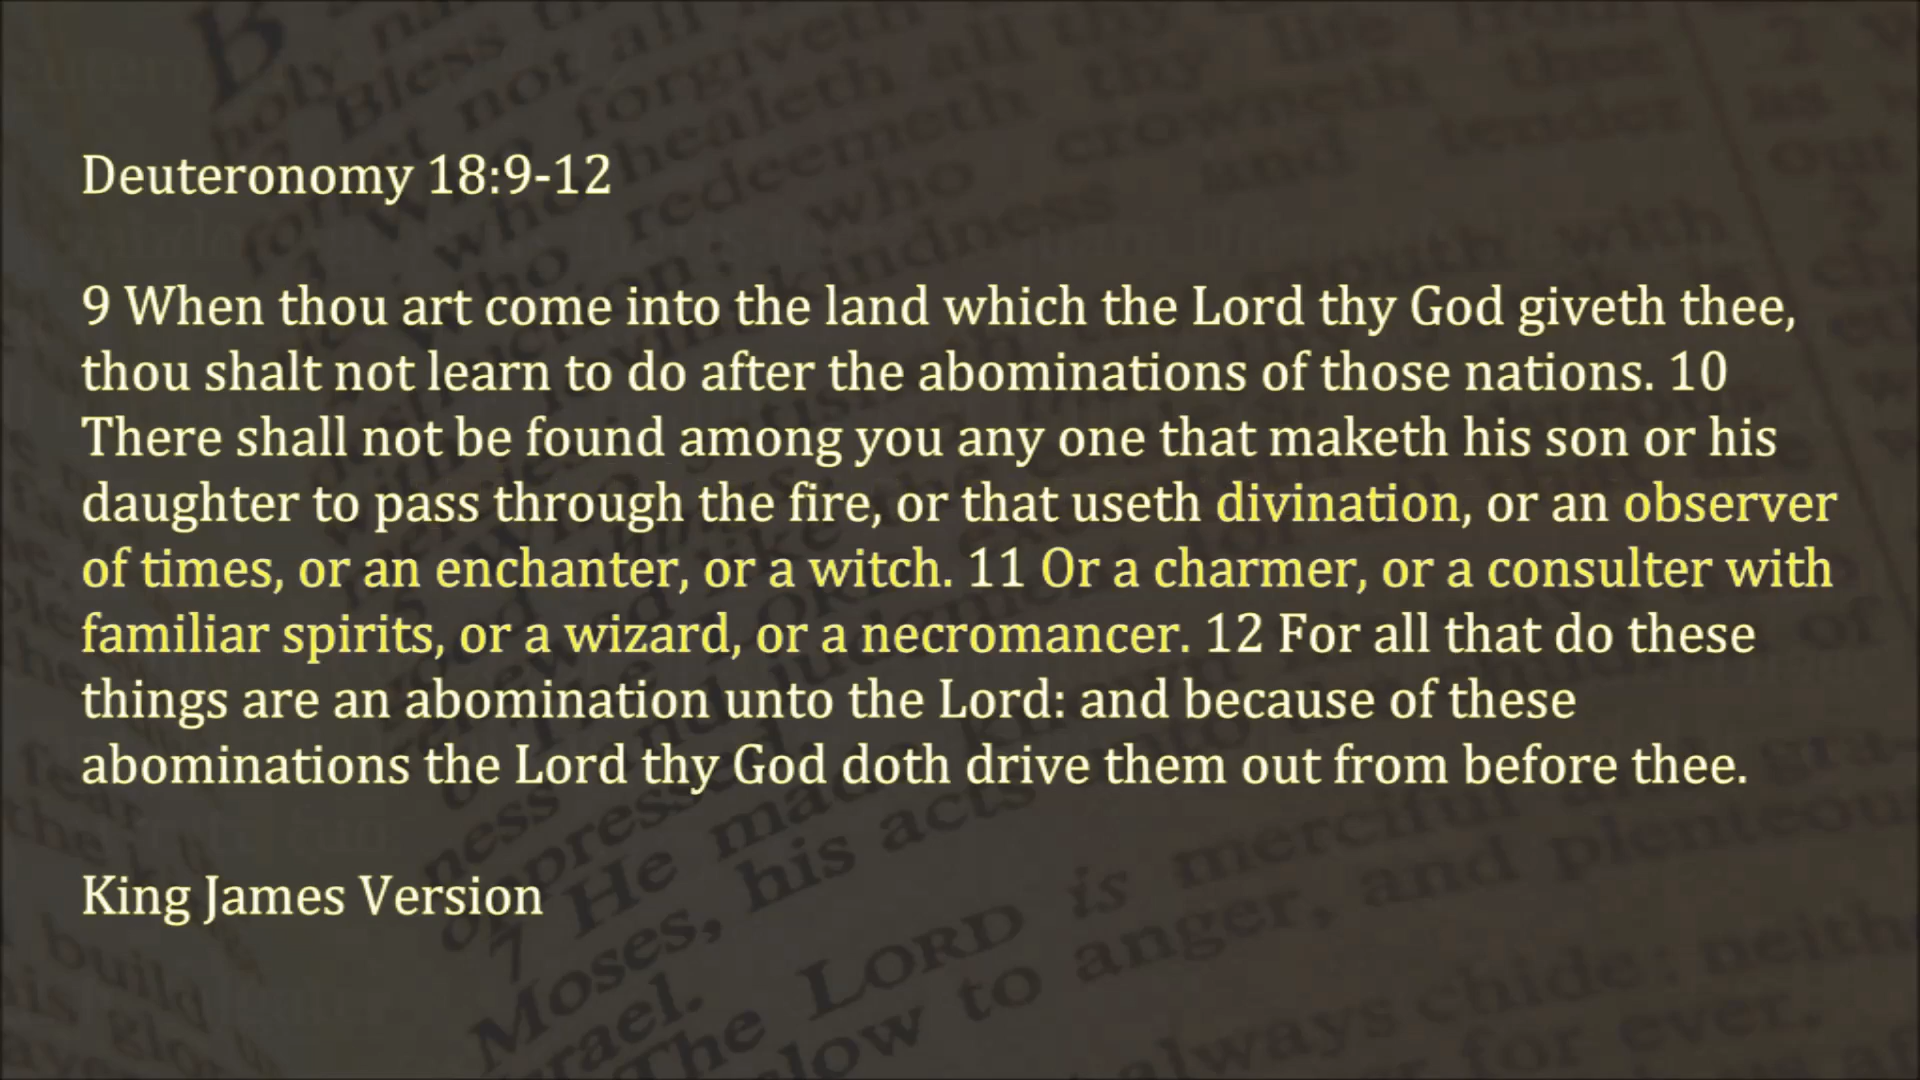 Deuteronomy 18:9-12
9 When thou art come into the land which the Lord thy God giveth thee,
thou shalt not learn to do after the abominations of those nations. 10
There shall not be found among you any one that maketh his son or his
daughter to pass through the fire, or that useth divination, or an observer
of times, or an enchanter, or a witch. 11 Or a charmer, or a consulter with
familiar spirits, or a wizard, or a necromancer. 12 For all that do these
things are an abomination unto the Lord: and because of these
abominations the Lord thy God doth drive them out from before thee.
King James Version